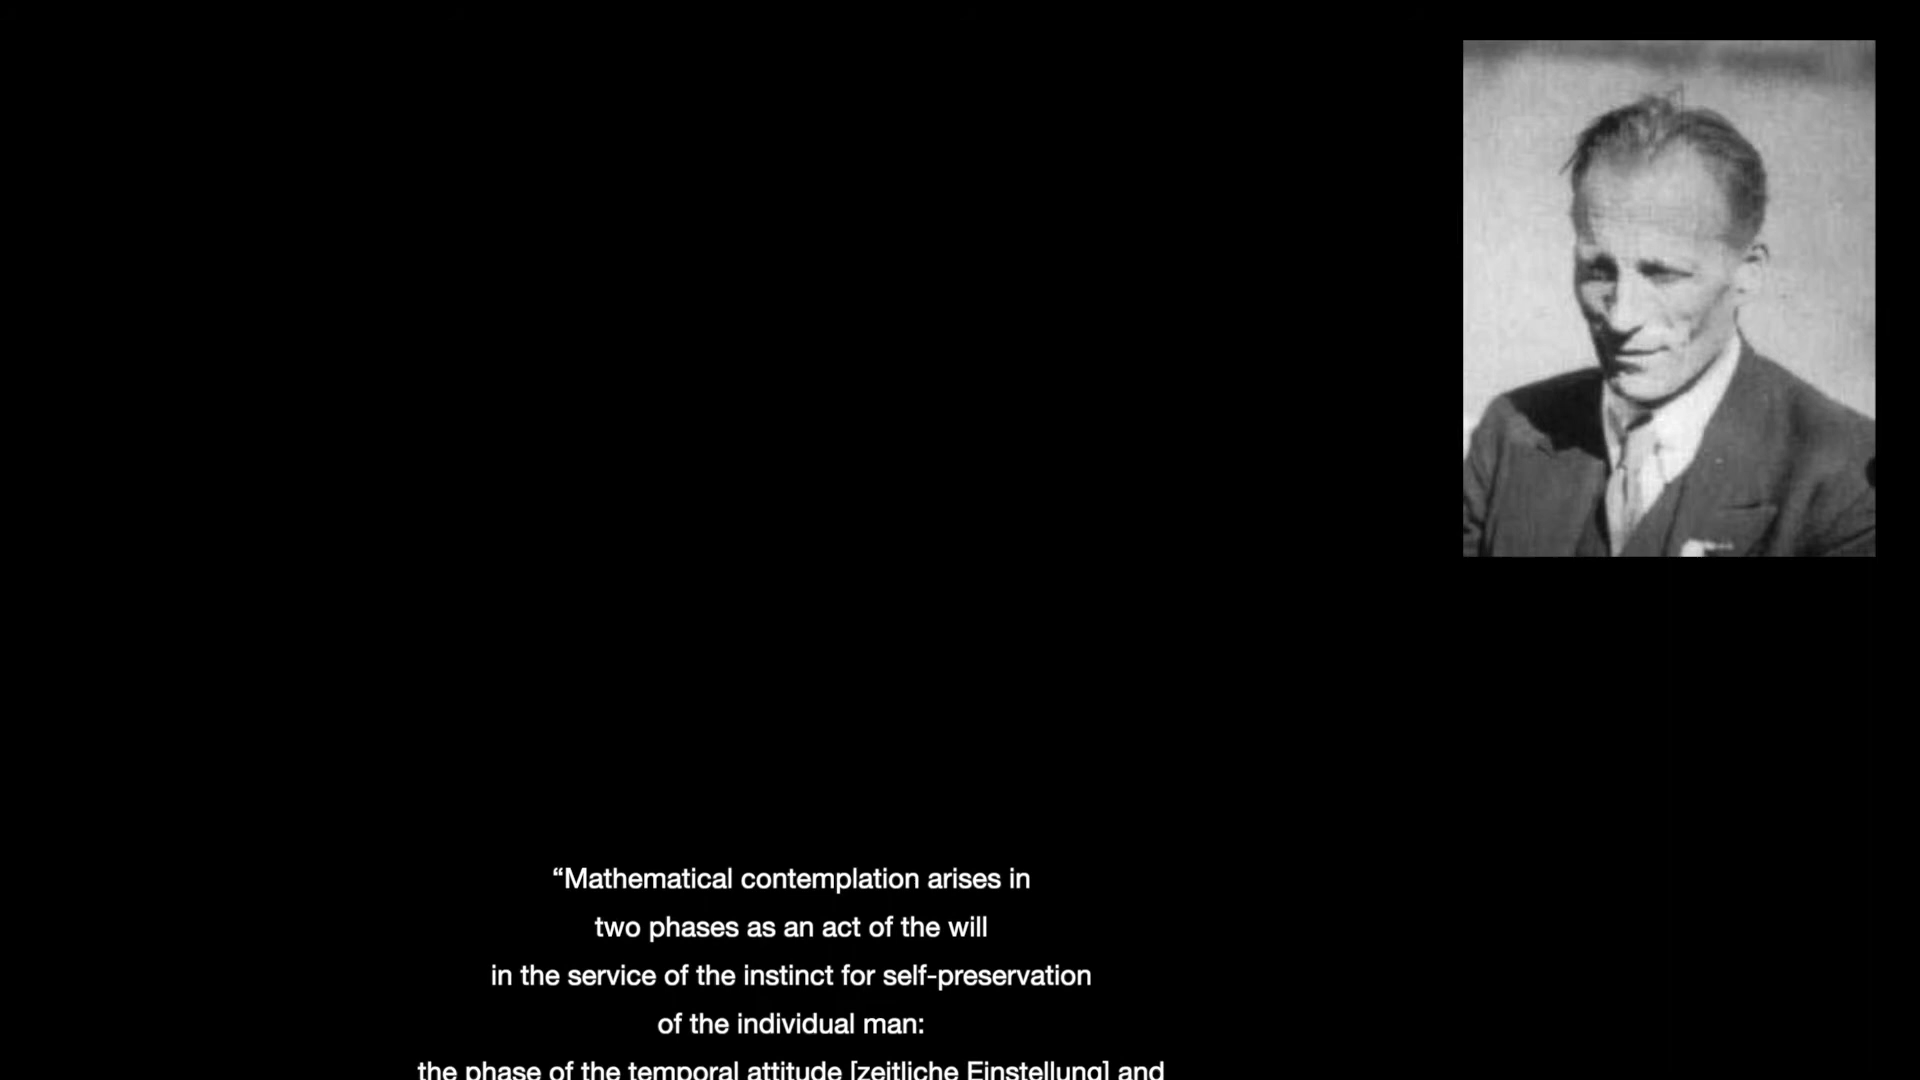 “Mathematical contemplation arises in
two phases as an act of the will
in the service of the instinct for self-preservation
of the individual man:
the phase of the temporal attitude [zeitliche Einstellung] and